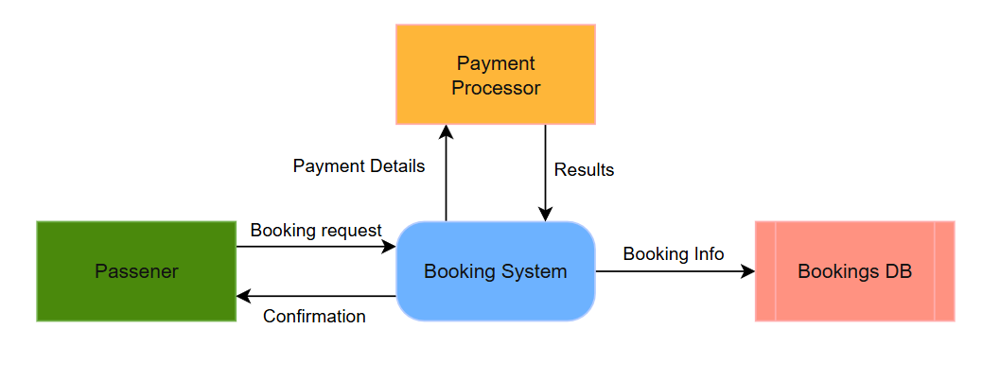 Payment
Processor
Payment Details
Results
Booking request
Passener
Booking System
Booking Info
Bookings DB
Confirmation